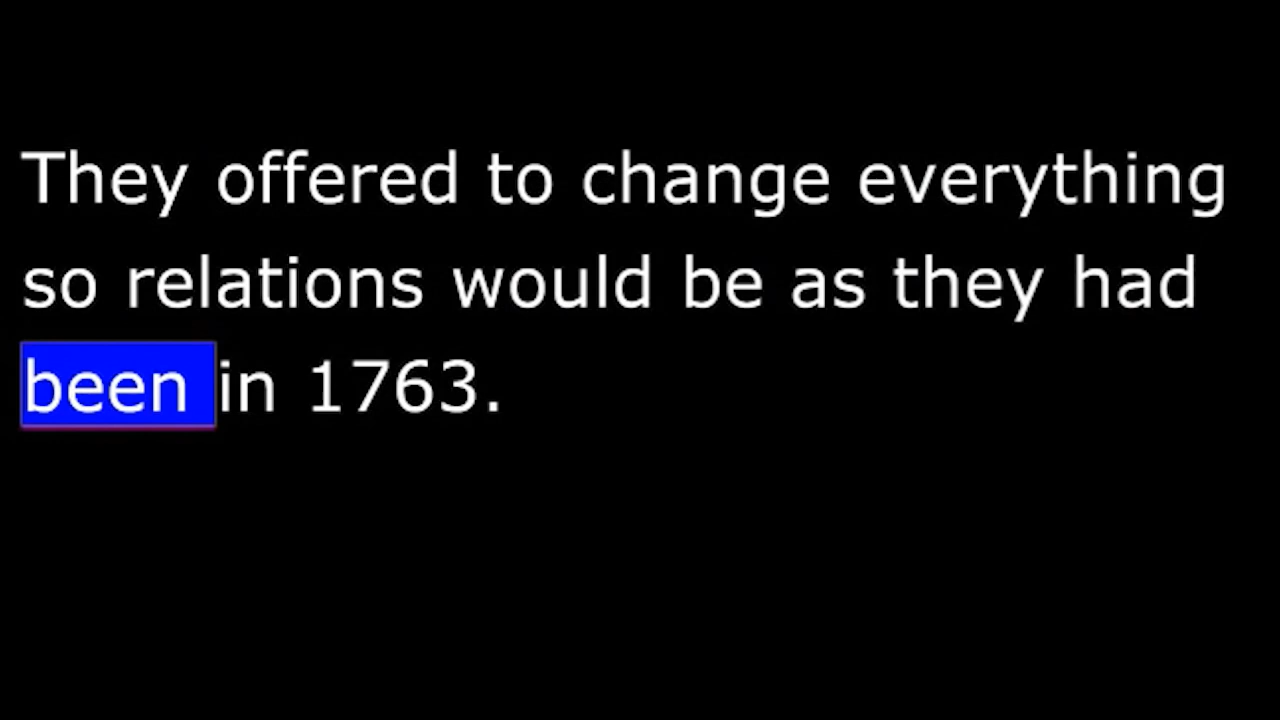 They offered to change everything
so relations would be as they had
been in 1763.